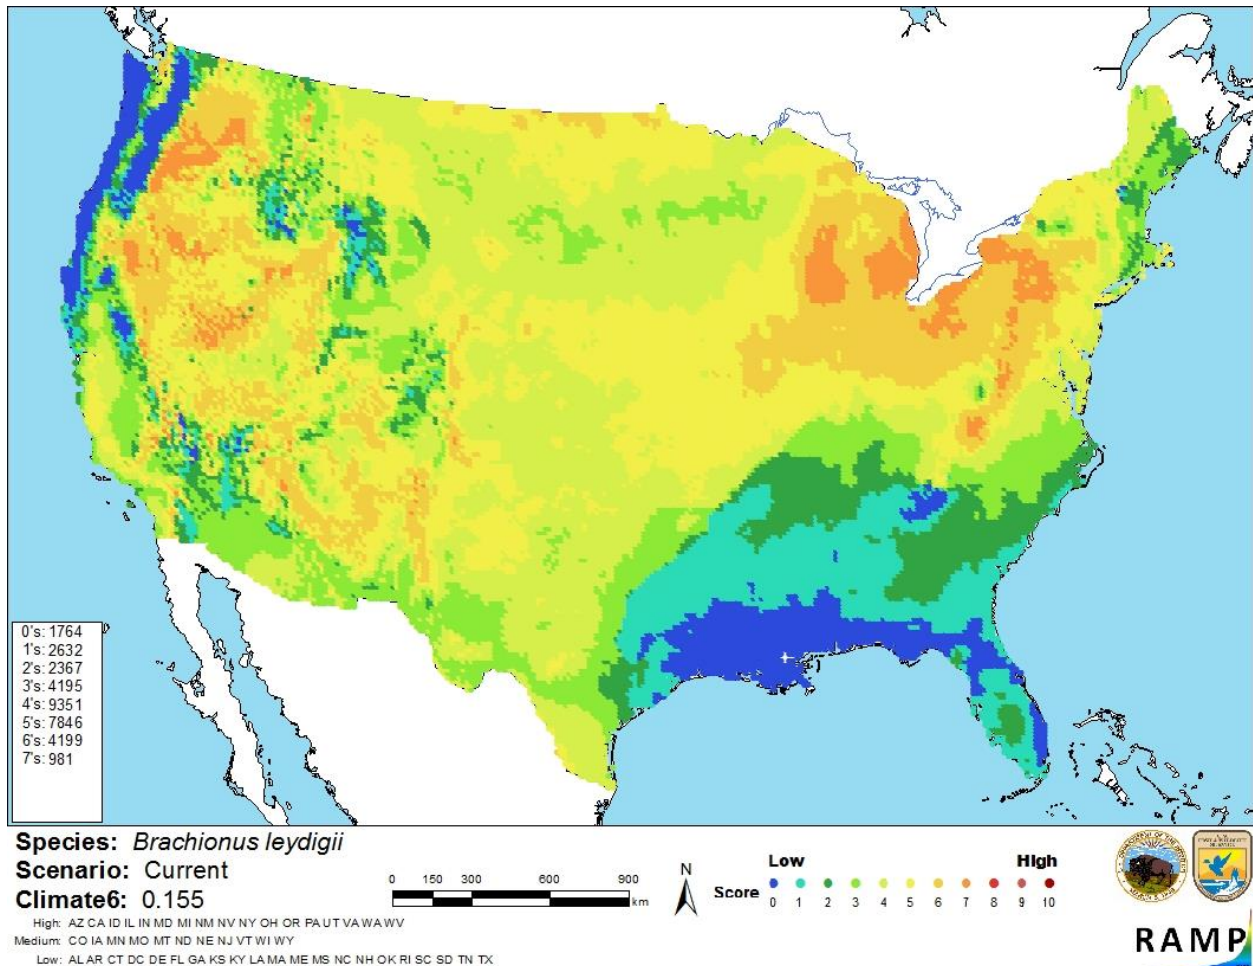 0's: 1764
1's: 2632
2's: 2367
3's: 4195
4's: 9351
5's: 7846
6's: 4199
7's: 981
Species: Brachionus leydigii
Scenario: Current
Climate6: 0.155
High: AZ CA ID IL IN MD MI NM NV NY OH OR PA UT VA WA WV
Medium: CO IA MN MO MT ND NE NJ VT WI WY
Low: AL AR CT DC DE FL GA KS KY LA MA ME MS NC NH OK RI SC SD TN TX
0 150 300 600 900
km
N
Low High
Score 0 1 2 3 4 5 6 7 8 9 10
RAMP